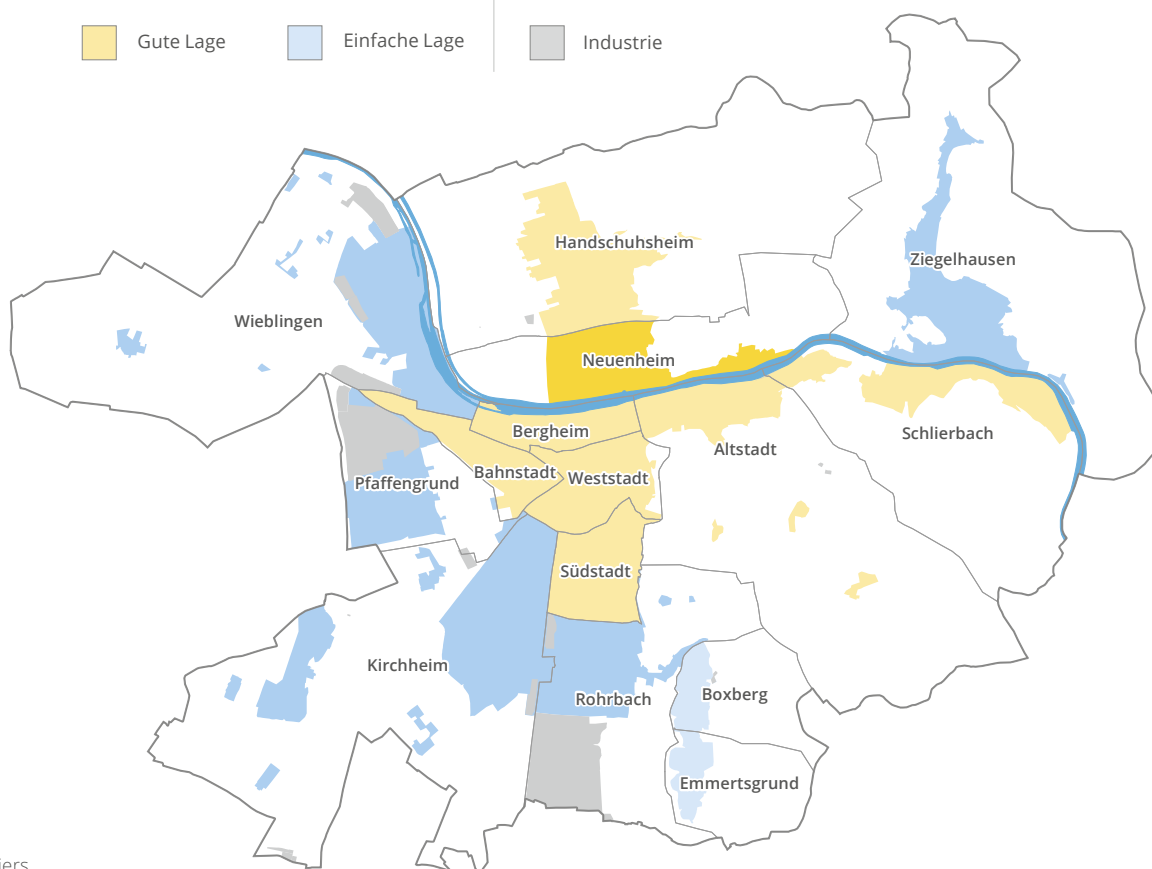 Gute Lage
Einfache Lage
Industrie
Handschuhsheim
Ziegelhausen
Wieblingen
Neuenheim
Bergheim
Schlierbach
Altstadt
Bahnstadt
Weststadt
Pfaffengrund
Südstadt
Kirchheim
Boxberg
Rohrbach
Emmertsgrund